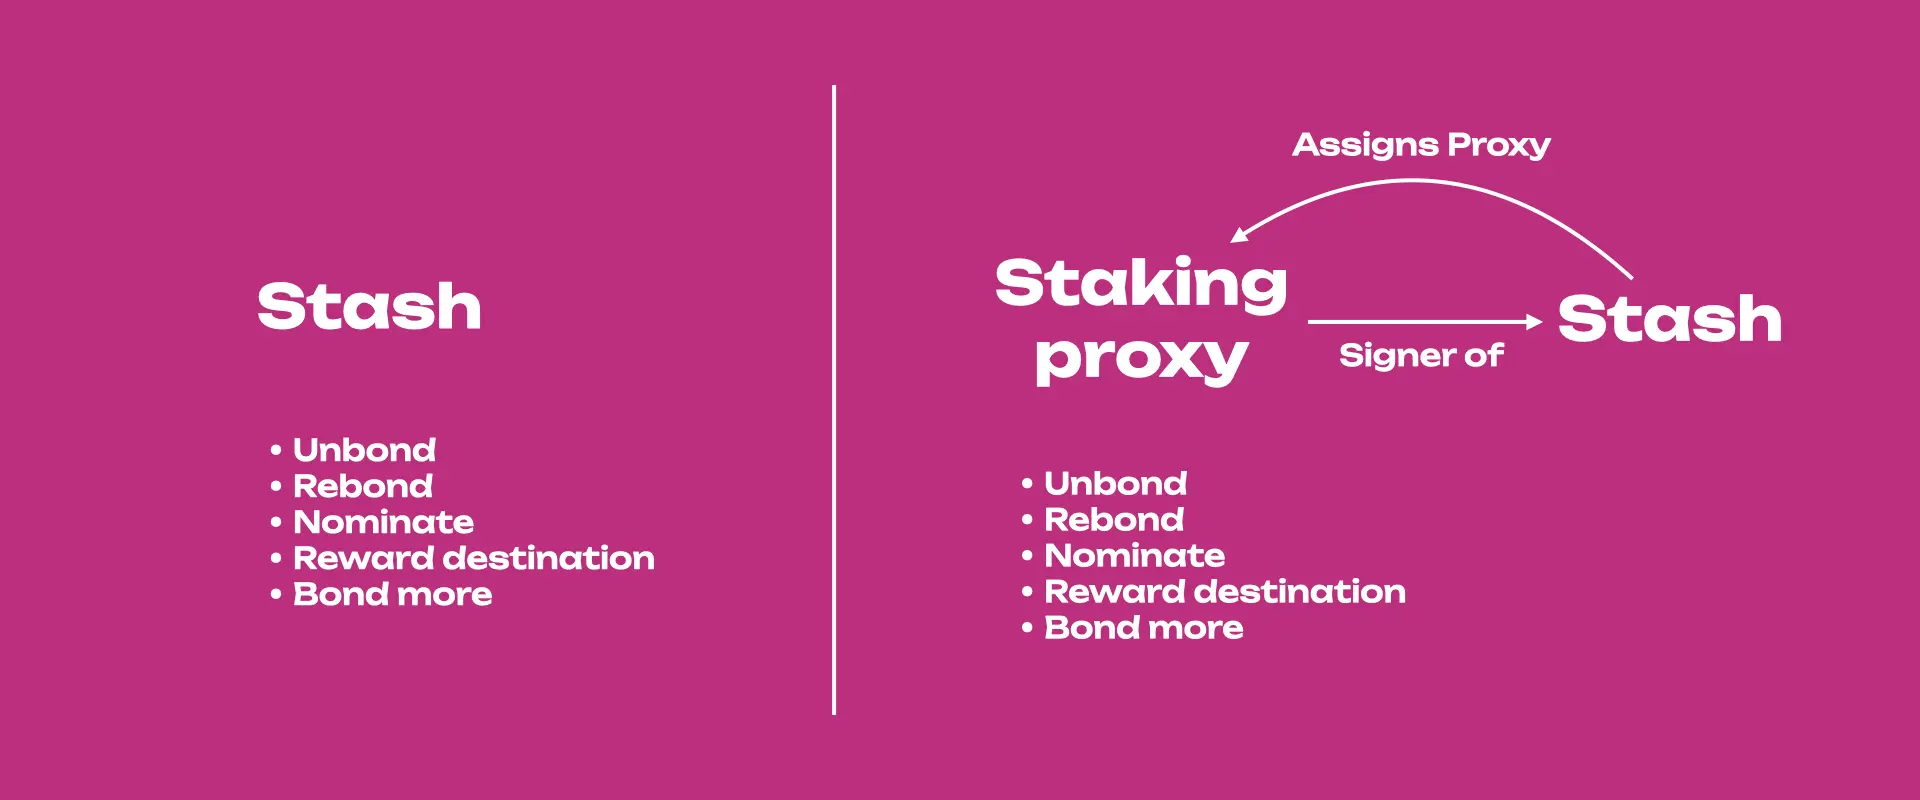 Stash
• Unbond
• Rebond
• Nominate
• Reward destination
• Bond more
Assigns Proxy
Staking
proxy
Signer of
Stash
• Unbond
• Rebond
• Nominate
• Reward destination
• Bond more